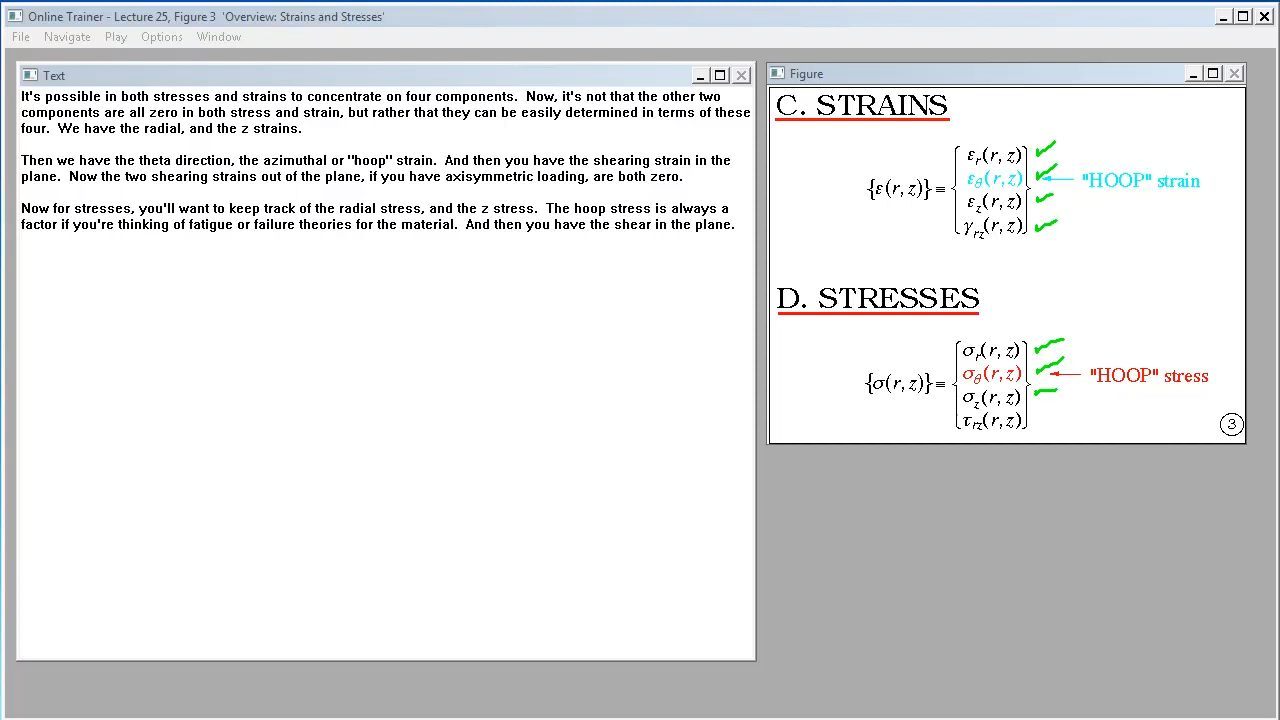 Online Trainer - Lecture 25, Figure 3 'Overview: Strains and Stresses'
File Navigate Play Options Window
Text
It's possible in both stresses and strains to concentrate on four components. Now, it's not that the other two
components are all zero in both stress and strain, but rather that they can be easily determined in terms of these
four. We have the radial, and the z strains.
Then we have the theta direction, the azimuthal or "hoop" strain. And then you have the shearing strain in the
plane. Now the two shearing strains out of the plane, if you have axisymmetric loading, are both zero.
Now for stresses, you'll want to keep track of the radial stress, and the z stress. The hoop stress is always a
factor if you're thinking of fatigue or failure theories for the material. And then you have the shear in the plane.
Figure
C. STRAINS
εr(r, z)
εθ(r, z)
{ε(r, z)} ≡
"HOOP" strain
εz(r, z)
γrz(r, z)
D. STRESSES
σr(r, z)
σθ(r, z)
{σ(r, z)} ≡
"HOOP" stress
σz(r, z)
τrz(r, z)
3